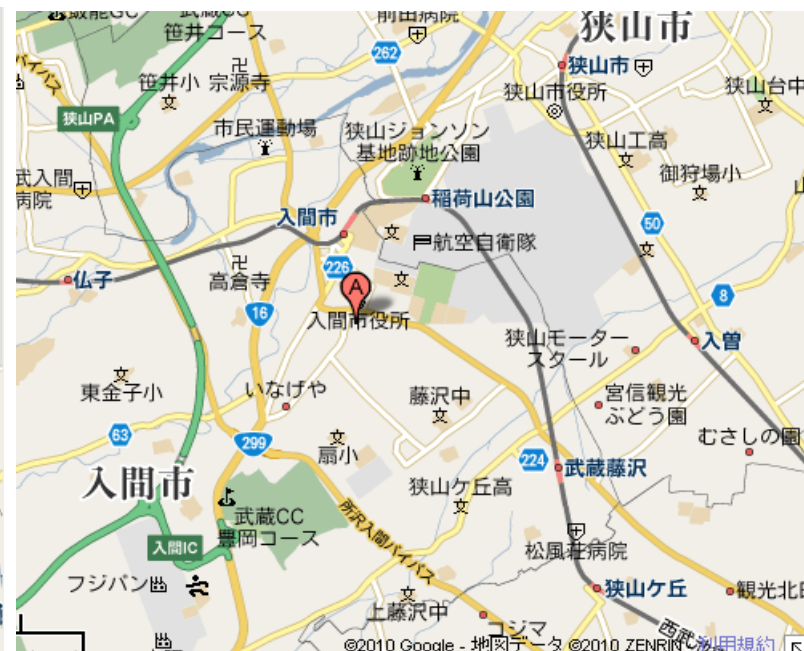 前田病院
狭山市
笹井コース
262
狭山市
笹井小
宗源寺
狭山市役所
狭山台中
狭山PA
市民運動場
狭山ジョンソン
基地跡地公園
狭山工高
御狩場小
武入間
病院
稲荷山公園
入間市
50
航空自衛隊
仏子
高倉寺
226
8
16
A
入間市役所
狭山モーター
スクール
入曽
東金子小
いなげや
藤沢中
宮信観光
ぶどう園
63
299
扇小
むさしの園
224
武蔵藤沢
入間市
狭山ケ丘高
武蔵CC
豊岡コース
所沢入間バイパス
入間IC
松風荘病院
フジパン
狭山ケ丘
観光北田
上藤沢中
コジマ
©2010 Google - 地図データ ©2010 ZENRIN
利用規約